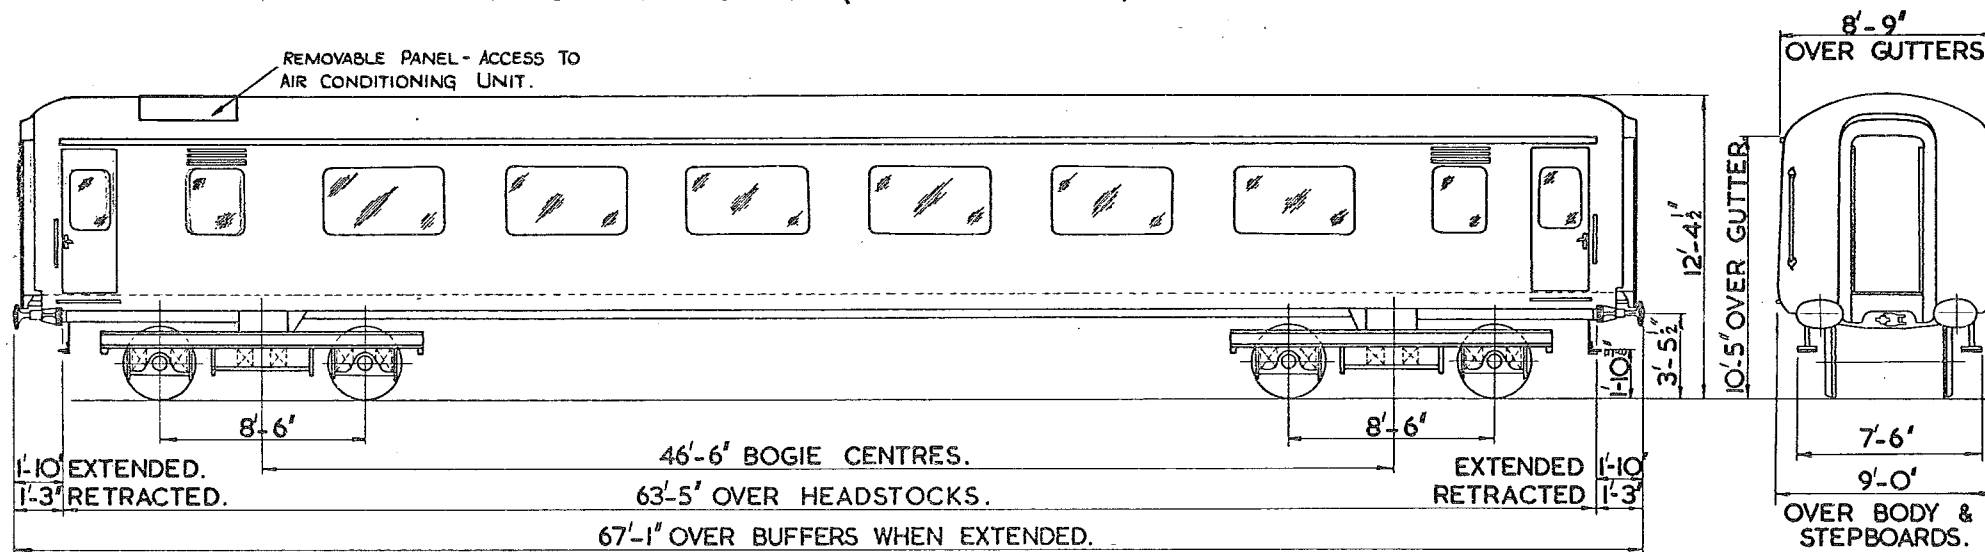 REMOVABLE PANEL - ACCESS TO
AIR CONDITIONING UNIT.
8'-9"
OVER GUTTERS
12'-4½"
10'-5" OVER GUTTER
3'-5½"
8'-6"
8'-6"
7'-6"
46'-6" BOGIE CENTRES.
1'-10" EXTENDED.
EXTENDED 1'-10"
1'-3" RETRACTED.
63'-5" OVER HEADSTOCKS.
RETRACTED 1'-3"
9'-0"
OVER BODY &
STEPBOARDS.
67'-1" OVER BUFFERS WHEN EXTENDED.